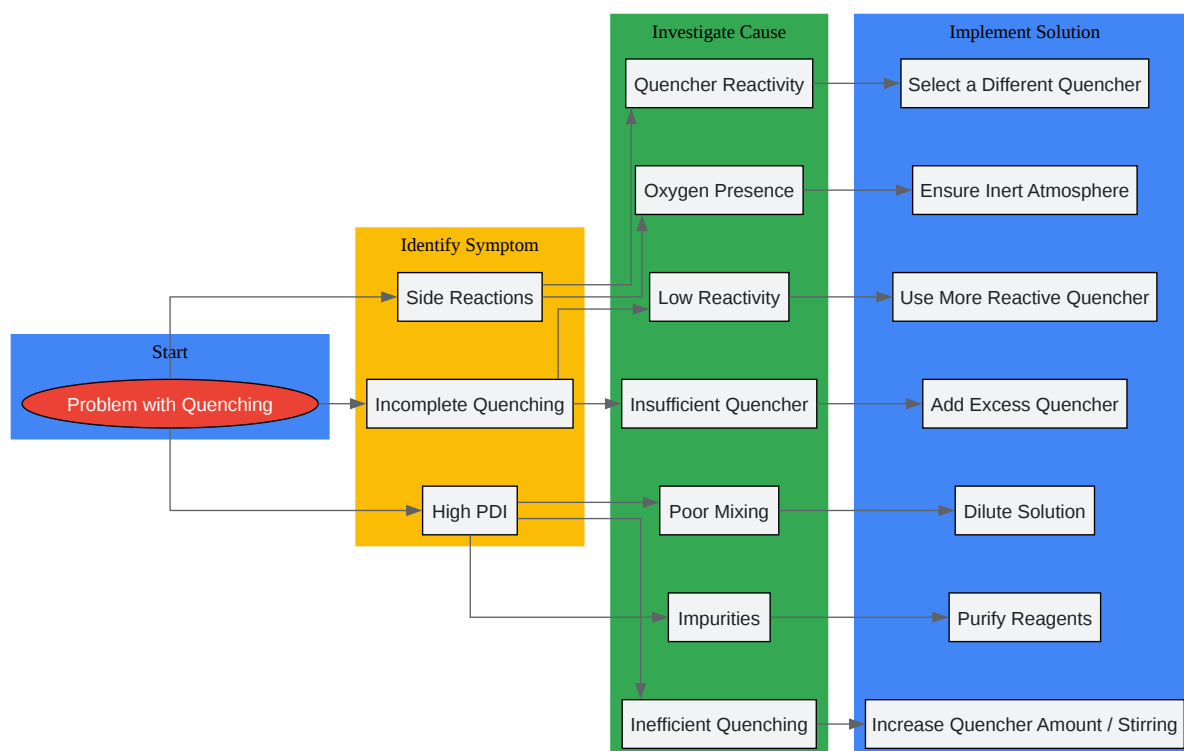 Start
Problem with Quenching
Identify Symptom
Side Reactions
Incomplete Quenching
High PDI
Investigate Cause
Quencher Reactivity
Oxygen Presence
Low Reactivity
Insufficient Quencher
Poor Mixing
Impurities
Inefficient Quenching
Implement Solution
Select a Different Quencher
Ensure Inert Atmosphere
Use More Reactive Quencher
Add Excess Quencher
Dilute Solution
Purify Reagents
Increase Quencher Amount / Stirring